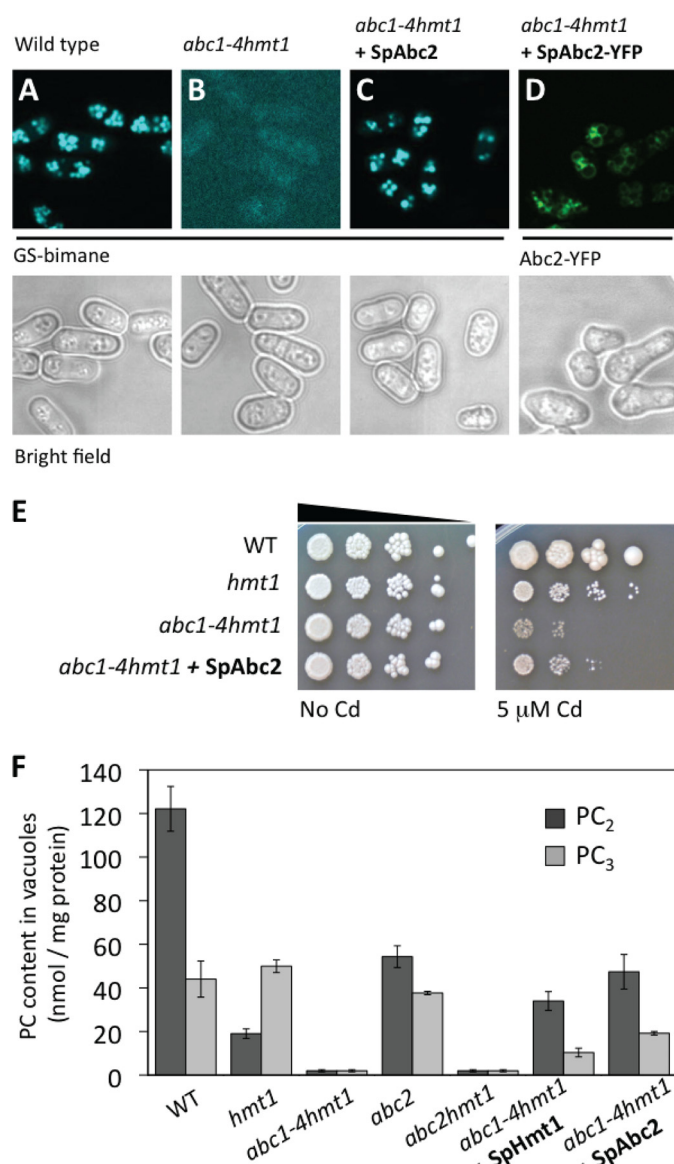 Wild type
abc1-4hmt1
abc1-4hmt1
+ SpAbc2
abc1-4hmt1
+ SpAbc2-YFP
A
B
C
D
GS-bimane
Abc2-YFP
Bright field
E
WT
hmt1
abc1-4hmt1
abc1-4hmt1 + SpAbc2
No Cd
5 μM Cd
F
PC content in vacuoles
(nmol / mg protein)
140
120
100
80
60
40
20
0
PC2
PC3
WT
hmt1
abc1-4hmt1
abc2
abc2hmt1
abc1-4hmt1
SpHmt1
abc1-4hmt1
SpAbc2